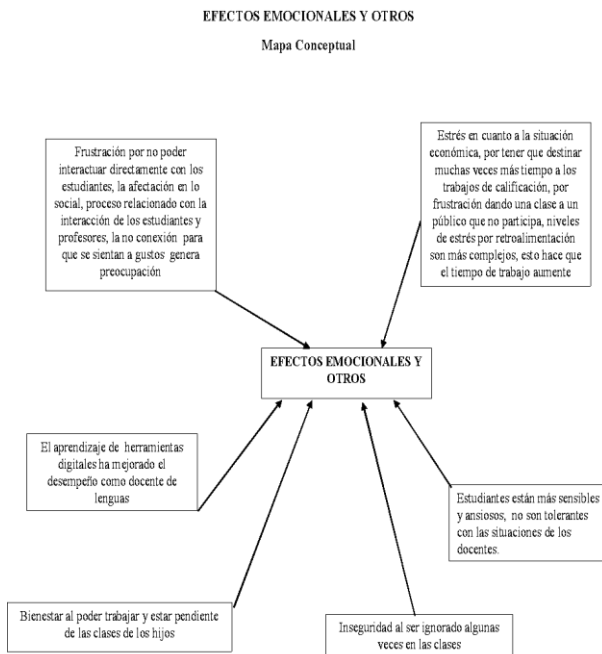 EFECTOS EMOCIONALES Y OTROS
Mapa Conceptual
Frustración por no poder
interactuar directamente con los
estudiantes, la afectación en lo
social, proceso relacionado con la
interacción de los estudiantes y
profesores, la no conexión para
que se sientan a gustos genera
preocupación
Estrés en cuanto a la situación
económica, por tener que destinar
muchas veces más tiempo a los
trabajos de calificación, por
frustración dando una clase a un
público que no participa, niveles
de estrés por retroalimentación
son más complejos, esto hace que
el tiempo de trabajo aumente
EFECTOS EMOCIONALES Y
OTROS
El aprendizaje de herramientas
digitales ha mejorado el
desempeño como docente de
lenguas
Estudiantes están más sensibles
y ansiosos, no son tolerantes
con las situaciones de los
docentes.
Bienestar al poder trabajar y estar pendiente
de las clases de los hijos
Inseguridad al ser ignorado algunas
veces en las clases